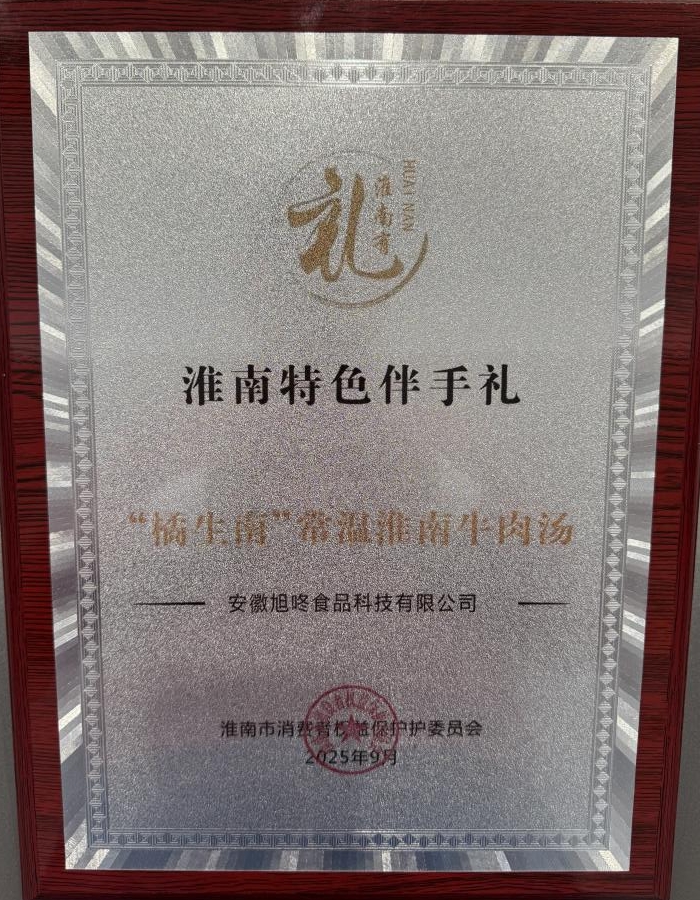 礼
淮南有
HUAI NAN
淮南特色伴手礼
“橘生南”常温淮南牛肉汤
安徽旭咚食品科技有限公司
淮南市消费者权益保护护委员会
2025年9月